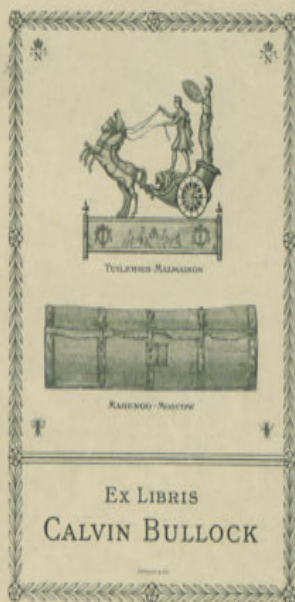 N N
TUILERIES-MALMAISON
MARENGO-MOSCOW
EX LIBRIS
CALVIN BULLOCK